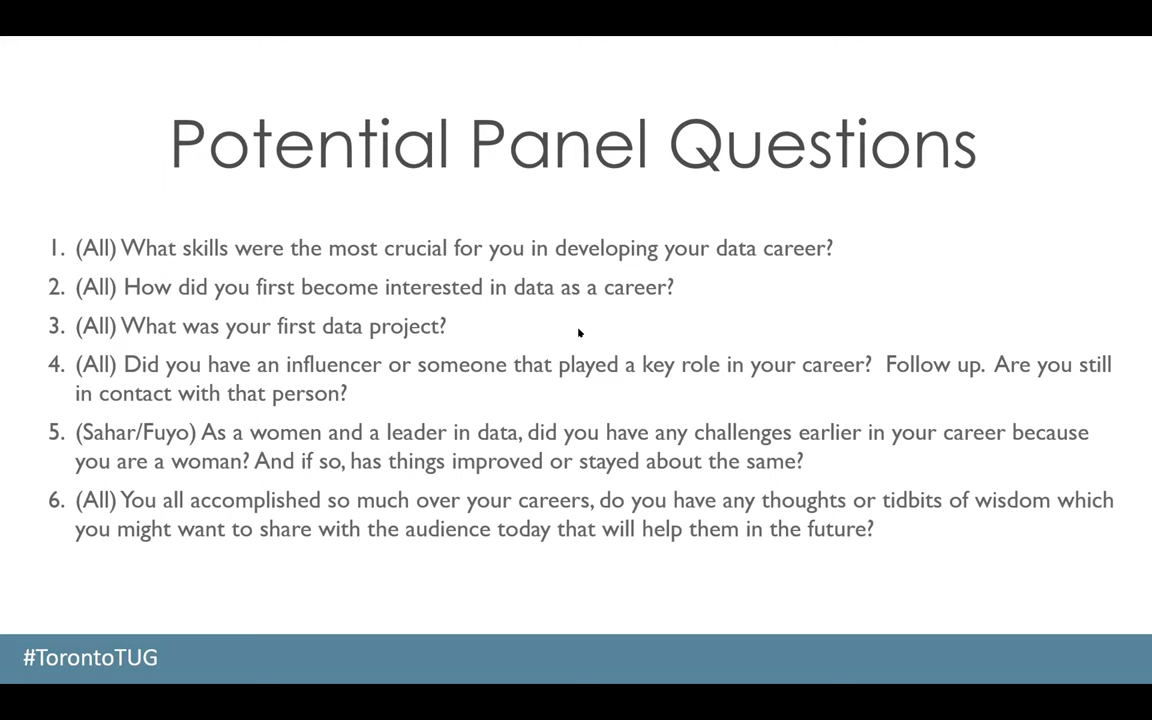 Potential Panel Questions
1. (All) What skills were the most crucial for you in developing your data career?
2. (All) How did you first become interested in data as a career?
3. (All) What was your first data project?
4. (All) Did you have an influencer or someone that played a key role in your career?  Follow up.  Are you still
in contact with that person?
5. (Sahar/Fuyo) As a women and a leader in data, did you have any challenges earlier in your career because
you are a woman? And if so, has things improved or stayed about the same?
6. (All) You all accomplished so much over your careers, do you have any thoughts or tidbits of wisdom which
you might want to share with the audience today that will help them in the future?
#TorontoTUG